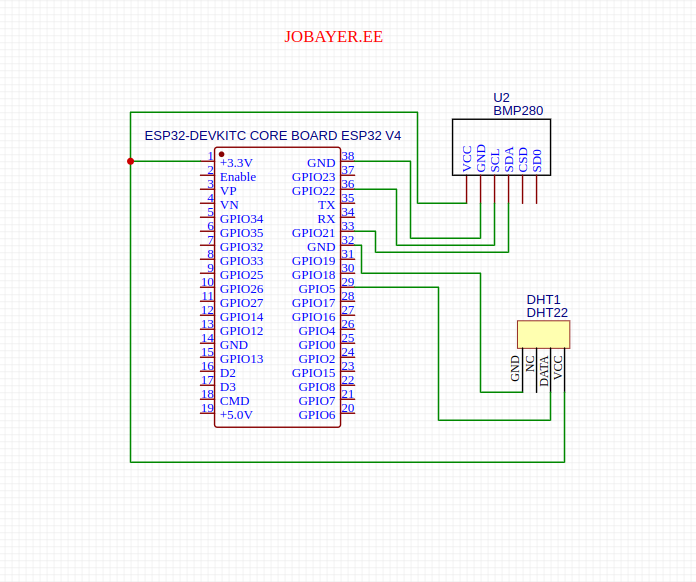 JOBAYER.EE
U2
BMP280
VCC GND SCL SDA CSD SD0
ESP32-DEVKITC CORE BOARD ESP32 V4
1 +3.3V GND 38
2 Enable GPIO23 37
3 VP GPIO22 36
4 VN TX 35
5 GPIO34 RX 34
6 GPIO35 GPIO21 33
7 GPIO32 GND 32
8 GPIO33 GPIO19 31
9 GPIO25 GPIO18 30
10 GPIO26 GPIO5 29
11 GPIO27 GPIO17 28
12 GPIO14 GPIO16 27
13 GPIO12 GPIO4 26
14 GND GPIO0 25
15 GPIO13 GPIO2 24
16 D2 GPIO15 23
17 D3 GPIO8 22
18 CMD GPIO7 21
19 +5.0V GPIO6 20
DHT1
DHT22
GND NC DATA VCC